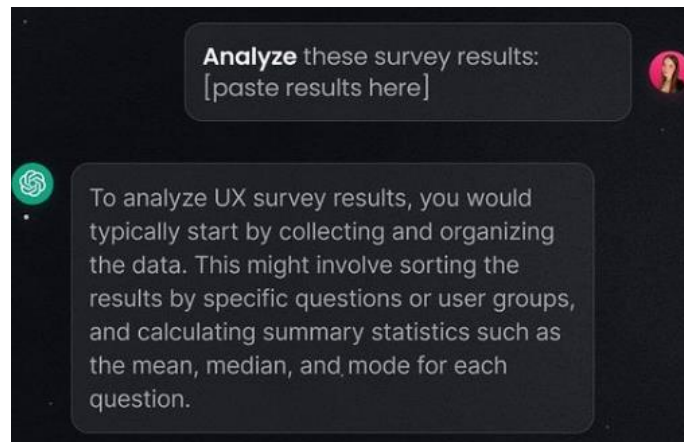 Analyze these survey results:
[paste results here]
To analyze UX survey results, you would
typically start by collecting and organizing
the data. This might involve sorting the
results by specific questions or user groups,
and calculating summary statistics such as
the mean, median, and mode for each
question.